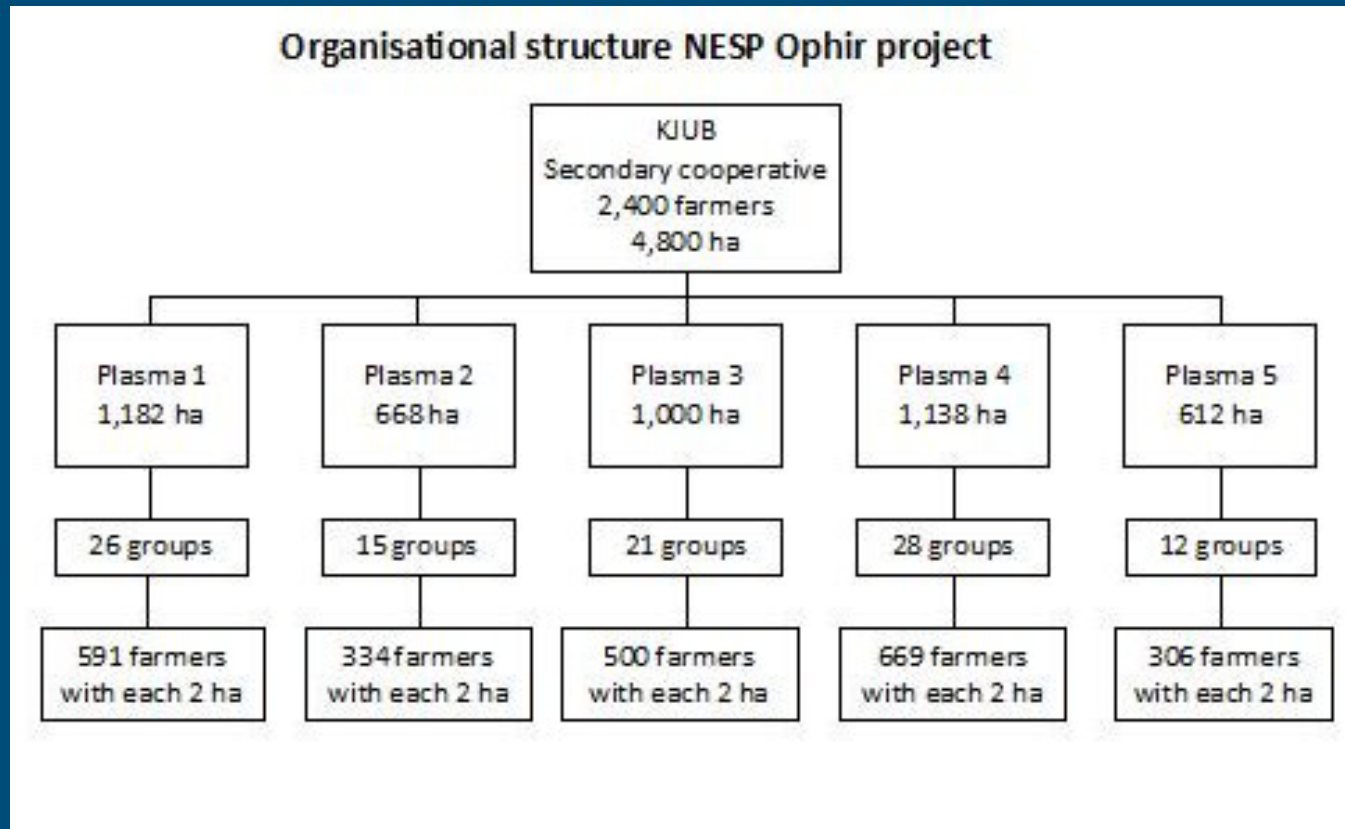 Organisational structure NESP Ophir project
KJUB
Secondary cooperative
2,400 farmers
4,800 ha
Plasma 1
1,182 ha
Plasma 2
668 ha
Plasma 3
1,000 ha
Plasma 4
1,138 ha
Plasma 5
612 ha
26 groups
15 groups
21 groups
28 groups
12 groups
591 farmers
with each 2 ha
334 farmers
with each 2 ha
500 farmers
with each 2 ha
669 farmers
with each 2 ha
306 farmers
with each 2 ha